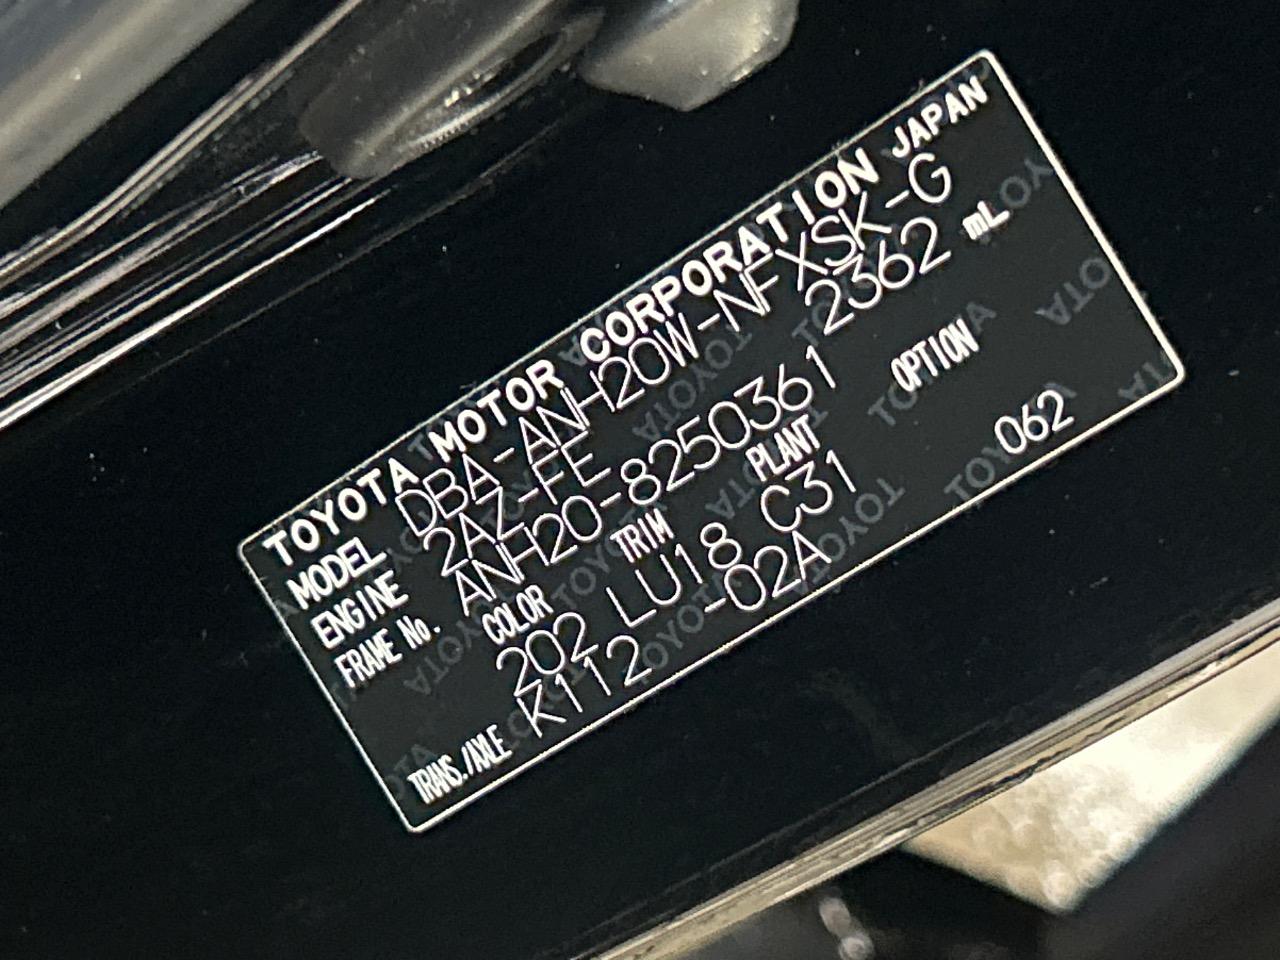 TOYOTA MOTOR CORPORATION JAPAN
MODEL DBA-ANH20W-NFXSK-G
ENGINE 2AZ-FE 2362 mL
FRAME No. ANH20-8250361
COLOR TRIM PLANT OPTION
202 LU18 C31 062
TRANS./AXLE K112 -02A